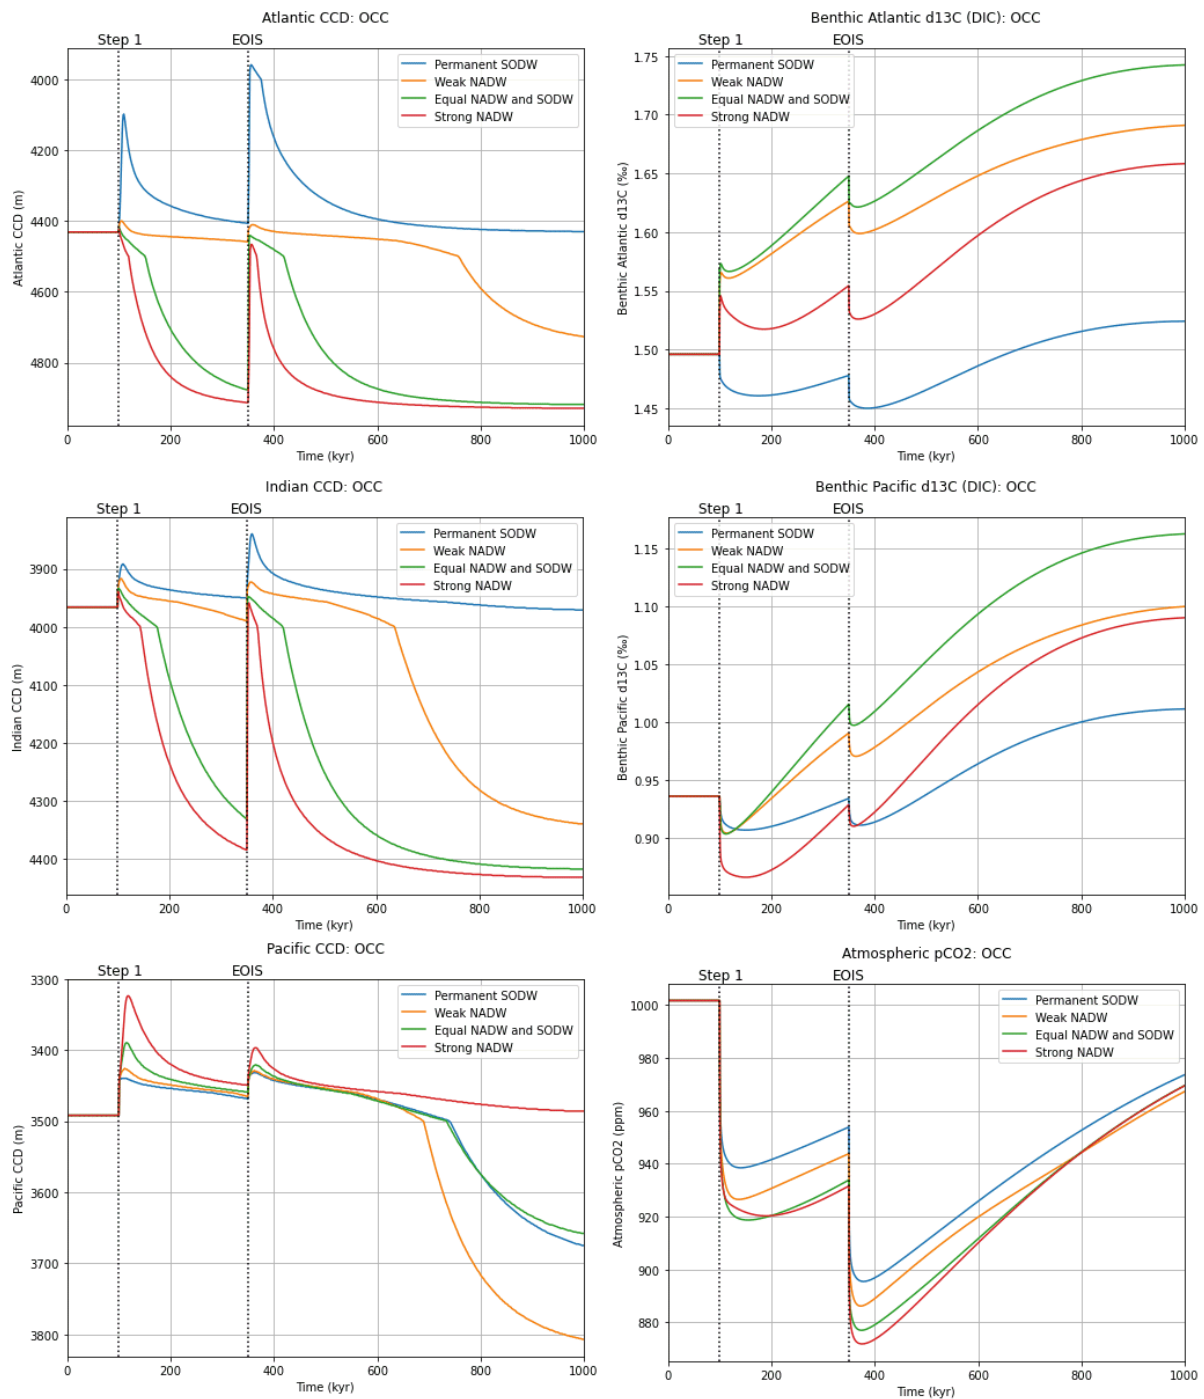 Atlantic CCD: OCC
Step 1 EOIS
Permanent SODW
Weak NADW
Equal NADW and SODW
Strong NADW
4000
4200
4400
4600
4800
Atlantic CCD (m)
0 200 400 600 800 1000
Time (kyr)
Benthic Atlantic d13C (DIC): OCC
Step 1 EOIS
Permanent SODW
Weak NADW
Equal NADW and SODW
Strong NADW
1.75
1.70
1.65
1.60
1.55
1.50
1.45
Benthic Atlantic d13C (‰)
0 200 400 600 800 1000
Time (kyr)
Indian CCD: OCC
Step 1 EOIS
Permanent SODW
Weak NADW
Equal NADW and SODW
Strong NADW
3900
4000
4100
4200
4300
4400
Indian CCD (m)
0 200 400 600 800 1000
Time (kyr)
Benthic Pacific d13C (DIC): OCC
Step 1 EOIS
Permanent SODW
Weak NADW
Equal NADW and SODW
Strong NADW
1.15
1.10
1.05
1.00
0.95
0.90
Benthic Pacific d13C (‰)
0 200 400 600 800 1000
Time (kyr)
Pacific CCD: OCC
Step 1 EOIS
Permanent SODW
Weak NADW
Equal NADW and SODW
Strong NADW
3300
3400
3500
3600
3700
3800
Pacific CCD (m)
0 200 400 600 800 1000
Time (kyr)
Atmospheric pCO2: OCC
Step 1 EOIS
Permanent SODW
Weak NADW
Equal NADW and SODW
Strong NADW
1000
980
960
940
920
900
880
Atmospheric pCO2 (ppm)
0 200 400 600 800 1000
Time (kyr)